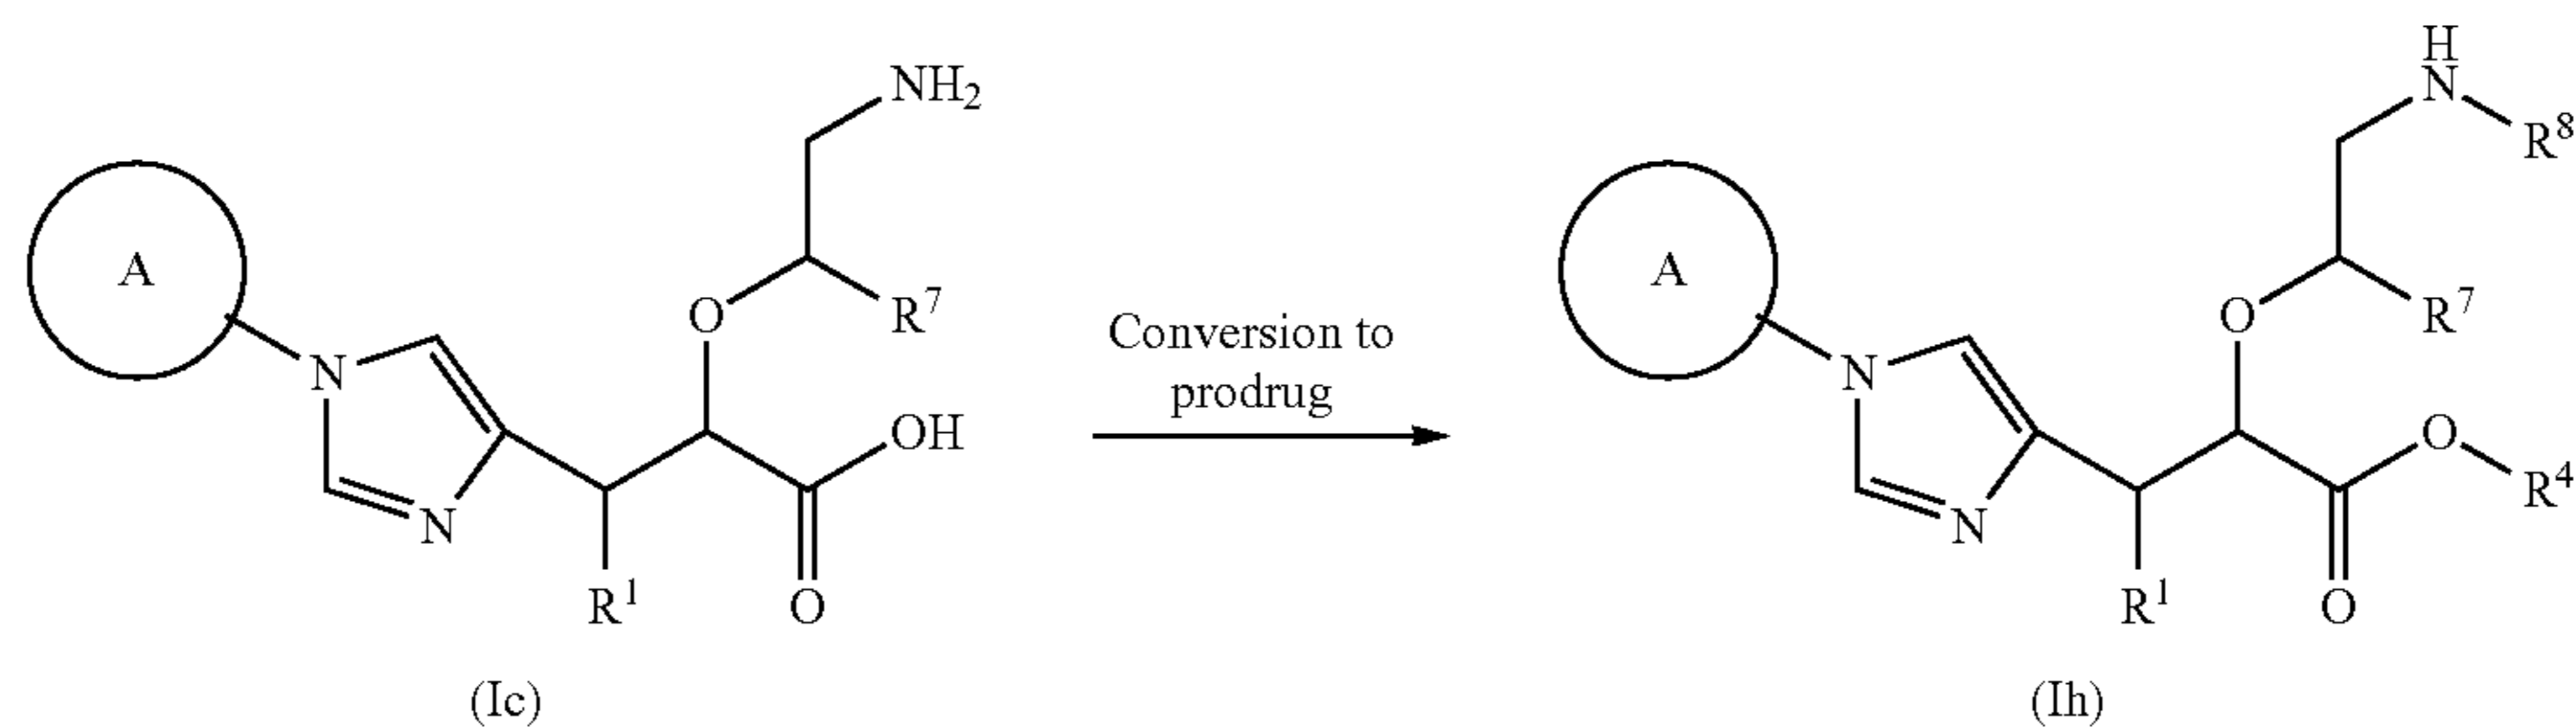 NH₂
H
N
R⁸
A
A
O
R⁷
O
R⁷
Conversion to
prodrug
N
N
OH
O
R⁴
N
N
R¹
O
R¹
O
(Ic)
(Ih)